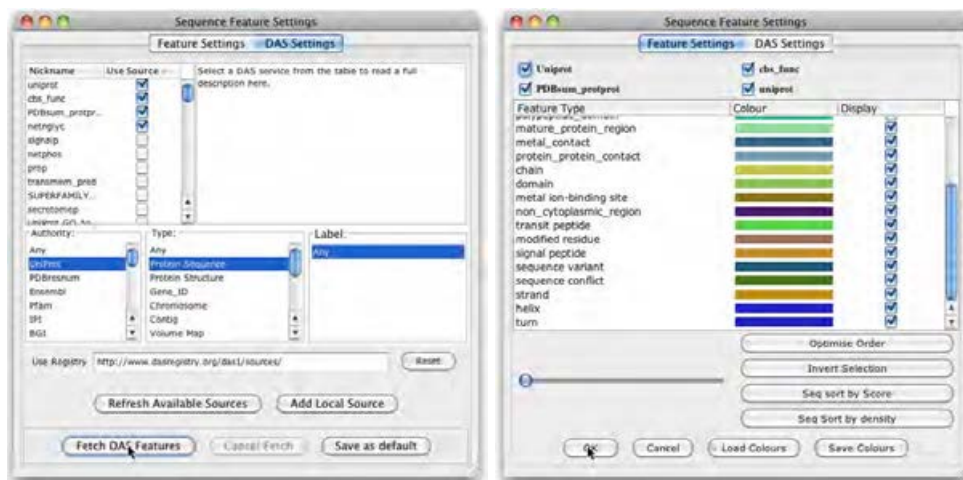 Sequence Feature Settings
Feature Settings DAS Settings
Nickname Use Source
uniprot
cbs_func
PDBsum_protpr...
netnglyc
signalp
netphos
prop
transmem_pred
SUPERFAMILY...
secretomep
Select a DAS service from the table to read a full
description here.
Authority:
Any
UniProt
PDBresnum
Ensembl
Pfam
IPI
BGI
Type:
Any
Protein Sequence
Protein Structure
Gene_ID
Chromosome
Contig
Volume Map
Label:
Any
Use Registry http://www.dasregistry.org/das1/sources/ Reset
Refresh Available Sources Add Local Source
Fetch DAS Features Cancel Fetch Save as default
Sequence Feature Settings
Feature Settings DAS Settings
Uniprot cbs_func
PDBsum_protprot uniprot
Feature Type Colour Display
mature_protein_region
metal_contact
protein_protein_contact
chain
domain
metal ion-binding site
non_cytoplasmic_region
transit peptide
modified residue
signal peptide
sequence variant
sequence conflict
strand
helix
turn
Optimise Order
Invert Selection
Seq sort by Score
Seq Sort by density
OK Cancel Load Colours Save Colours